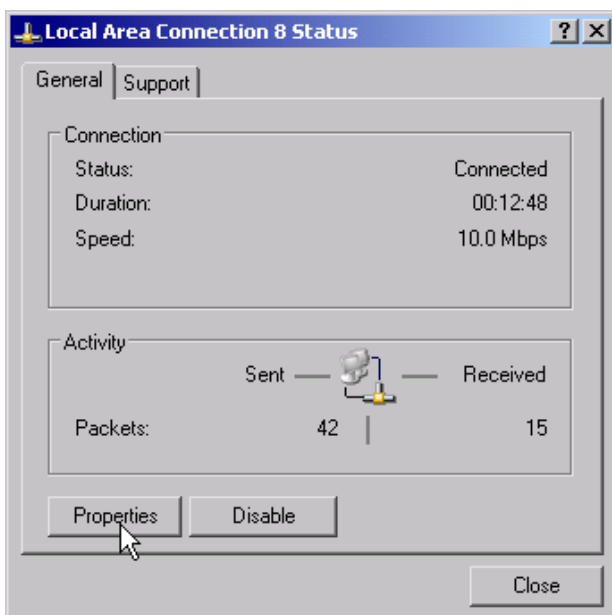 Local Area Connection 8 Status
General Support
Connection
Status: Connected
Duration: 00:12:48
Speed: 10.0 Mbps
Activity
Sent Received
Packets: 42 15
Properties Disable
Close